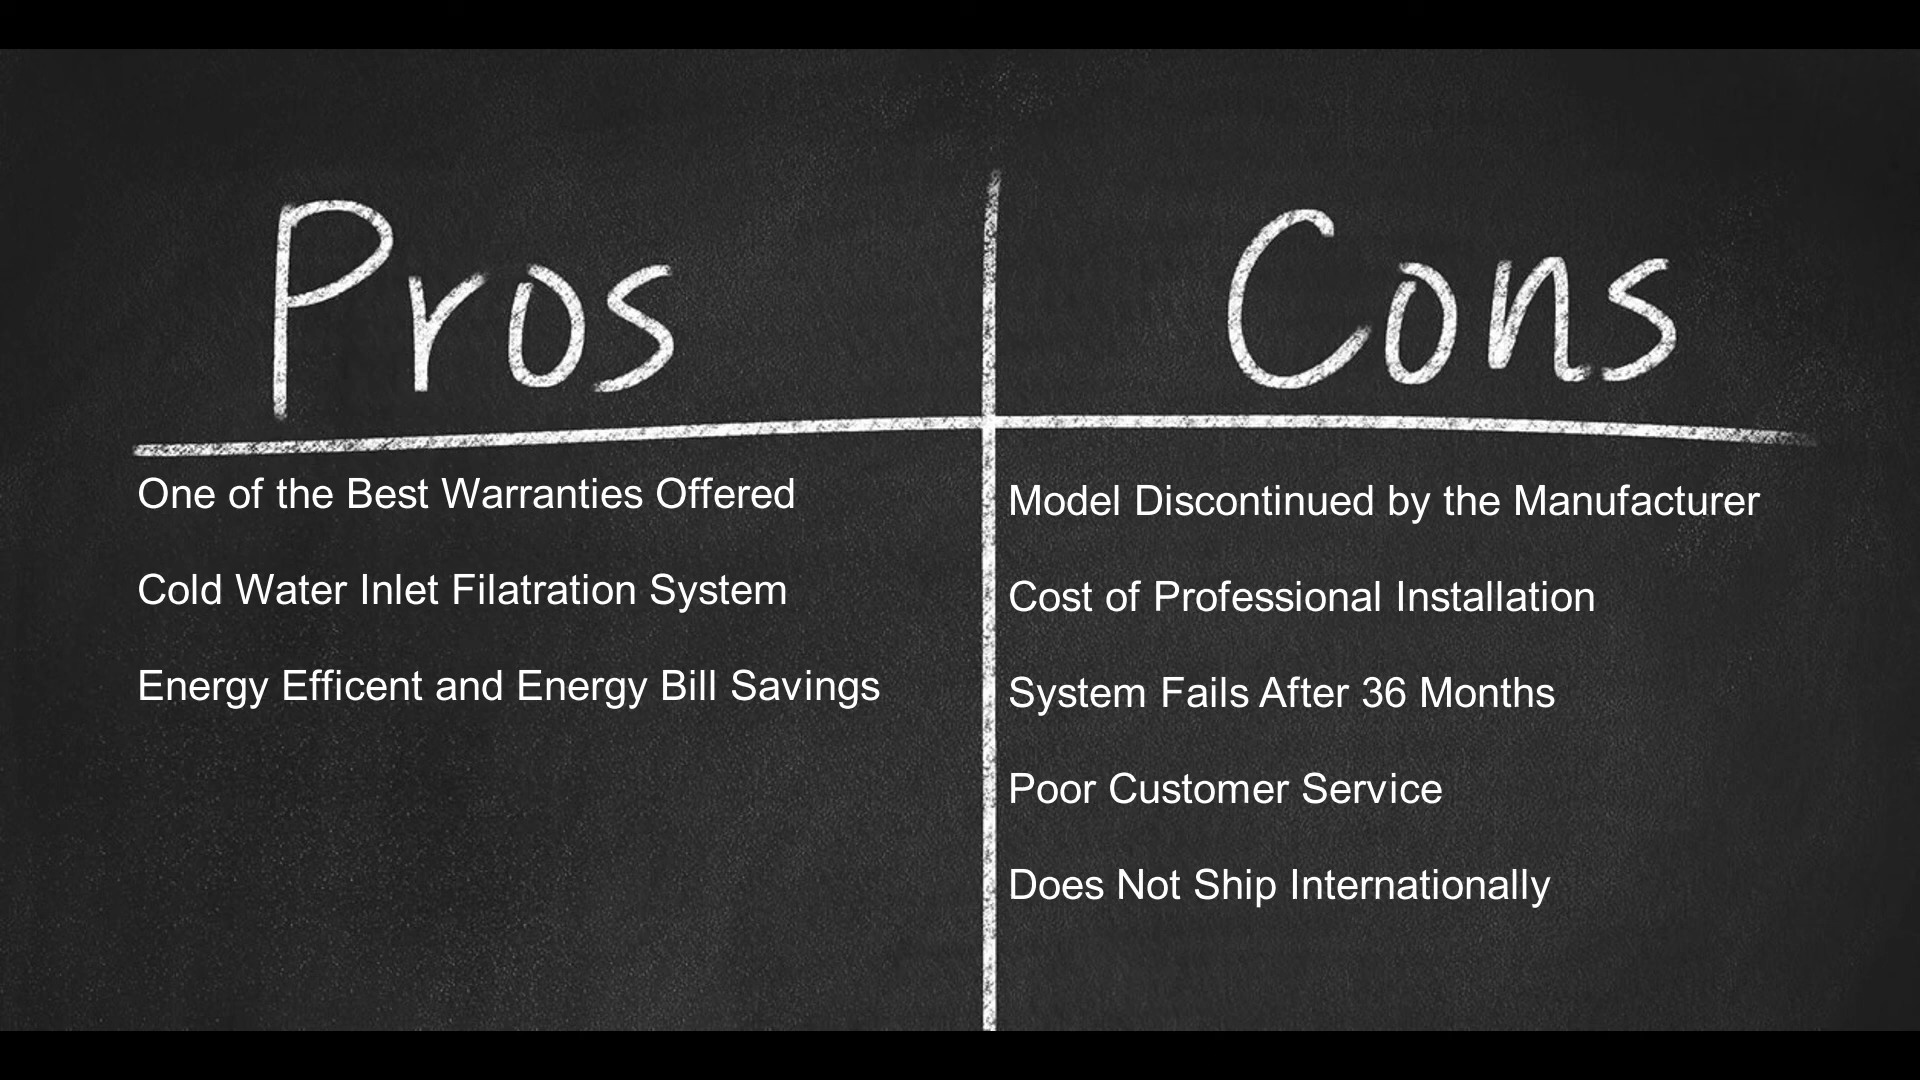 Pros
One of the Best Warranties Offered
Cold Water Inlet Filatration System
Energy Efficent and Energy Bill Savings
Cons
Model Discontinued by the Manufacturer
Cost of Professional Installation
System Fails After 36 Months
Poor Customer Service
Does Not Ship Internationally